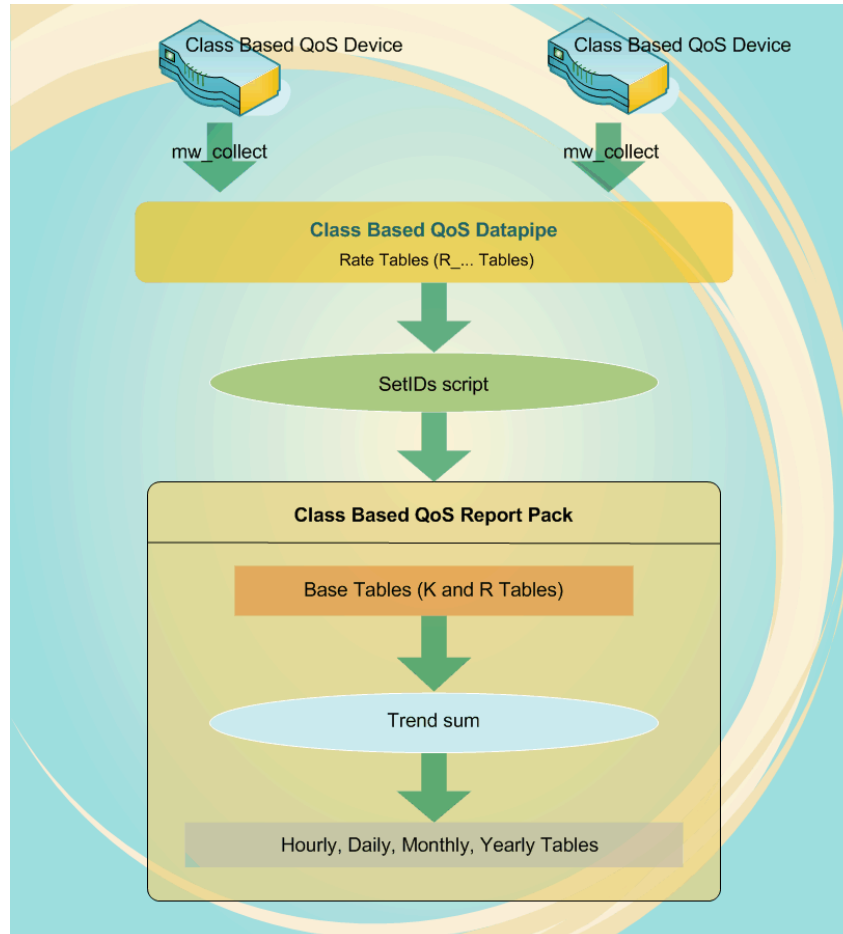 Class Based QoS Device
Class Based QoS Device
mw_collect
mw_collect
Class Based QoS Datapipe
Rate Tables (R_... Tables)
SetIDs script
Class Based QoS Report Pack
Base Tables (K and R Tables)
Trend sum
Hourly, Daily, Monthly, Yearly Tables